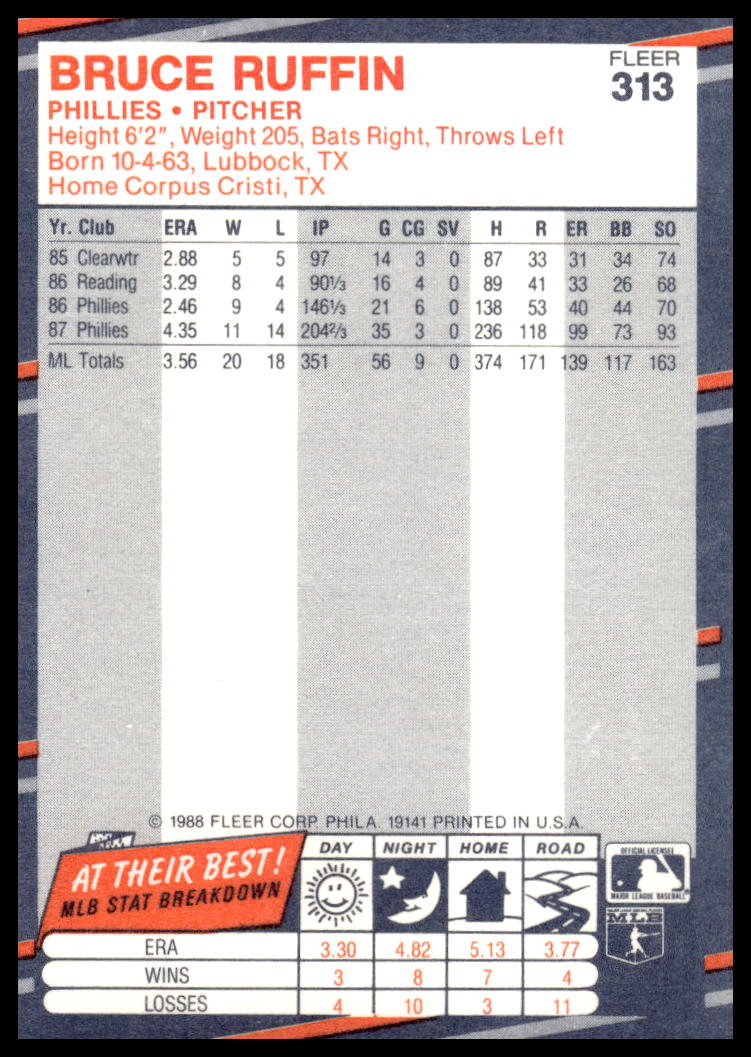 BRUCE RUFFIN
FLEER
313
PHILLIES • PITCHER
Height 6'2", Weight 205, Bats Right, Throws Left
Born 10-4-63, Lubbock, TX
Home Corpus Cristi, TX
Yr. Club ERA W L IP G CG SV H R ER BB SO
85 Clearwtr 2.88 5 5 97 14 3 0 87 33 31 34 74
86 Reading 3.29 8 4 90⅓ 16 4 0 89 41 33 26 68
86 Phillies 2.46 9 4 146⅓ 21 6 0 138 53 40 44 70
87 Phillies 4.35 11 14 204⅔ 35 3 0 236 118 99 73 93
ML Totals 3.56 20 18 351 56 9 0 374 171 139 117 163
© 1988 FLEER CORP. PHILA. 19141 PRINTED IN U.S.A.
AT THEIR BEST!
MLB STAT BREAKDOWN
DAY NIGHT HOME ROAD
OFFICIAL LICENSEE
MAJOR LEAGUE BASEBALL
MLB
ERA 3.30 4.82 5.13 3.77
WINS 3 8 7 4
LOSSES 4 10 3 11